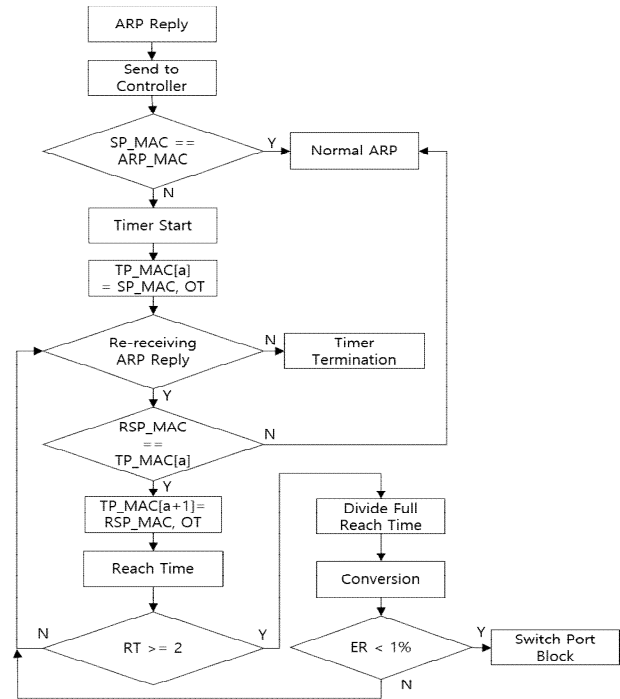 ARP Reply
Send to
Controller
SP_MAC ==
ARP_MAC
Y
Normal ARP
N
Timer Start
TP_MAC[a]
= SP_MAC, OT
Re-receiving
ARP Reply
N
Timer
Termination
Y
RSP_MAC
==
TP_MAC[a]
N
Y
TP_MAC[a+1]=
RSP_MAC, OT
Divide Full
Reach Time
Reach Time
Conversion
N
RT >= 2
Y
ER < 1%
Y
Switch Port
Block
N